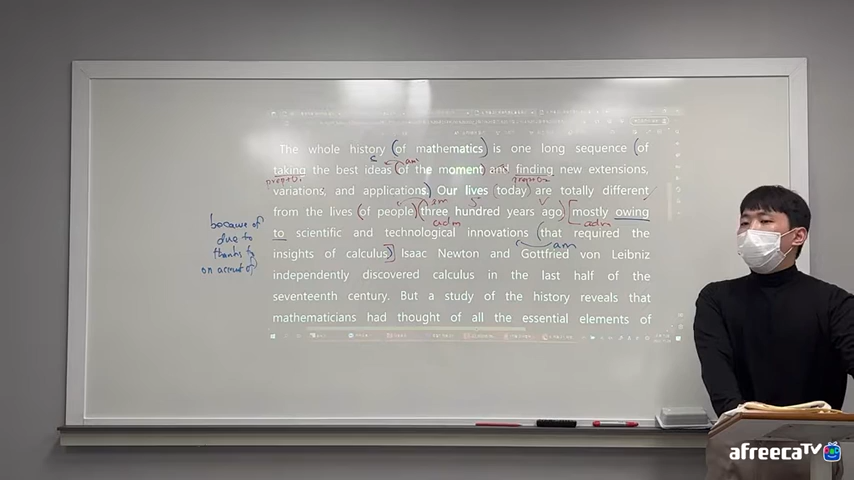 The whole history (of mathematics) is one long sequence (of
taking the best ideas (of the moment) and finding new extensions,
variations, and applications.) Our lives (today) are totally different
from the lives (of people) (three hundred years ago,) [mostly owing
to scientific and technological innovations (that required the
insights of calculus)] Isaac Newton and Gottfried von Leibniz
independently discovered calculus in the last half of the
seventeenth century. But a study of the history reveals that
mathematicians had thought of all the essential elements of
because of
due to
thanks to
on account of
am
S
V
adm
adm
am
afreecaTV